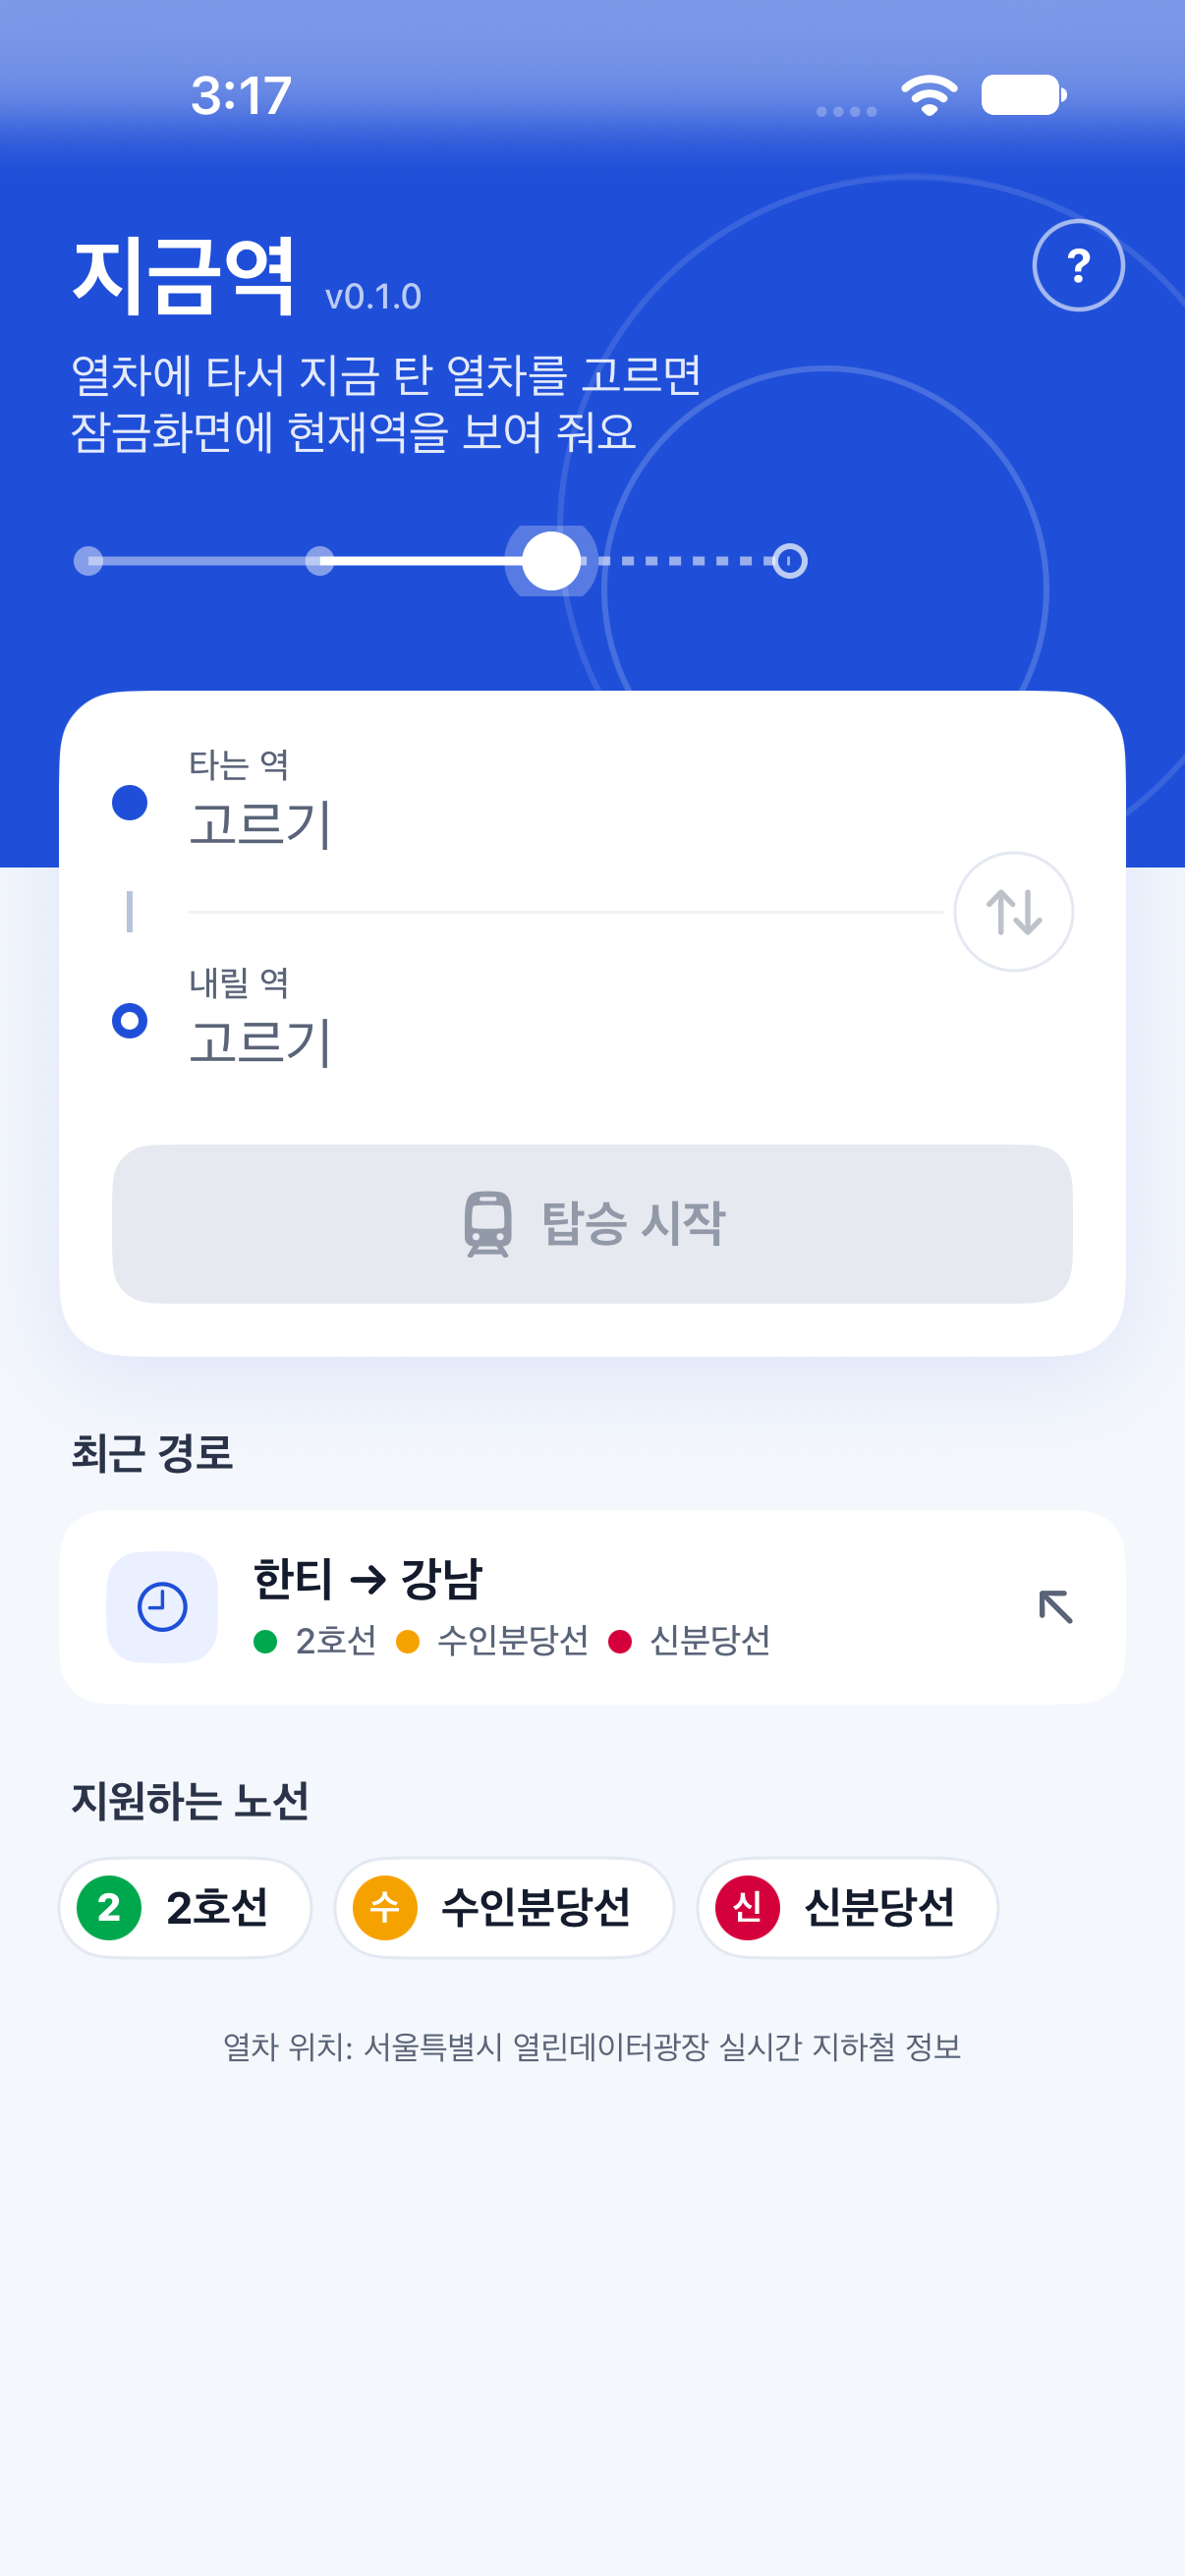 3:17
지금역 v0.1.0
?
열차에 타서 지금 탄 열차를 고르면
잠금화면에 현재역을 보여 줘요
타는 역
고르기
내릴 역
고르기
탑승 시작
최근 경로
한티 → 강남
2호선 수인분당선 신분당선
지원하는 노선
2 2호선 수 수인분당선 신 신분당선
열차 위치: 서울특별시 열린데이터광장 실시간 지하철 정보